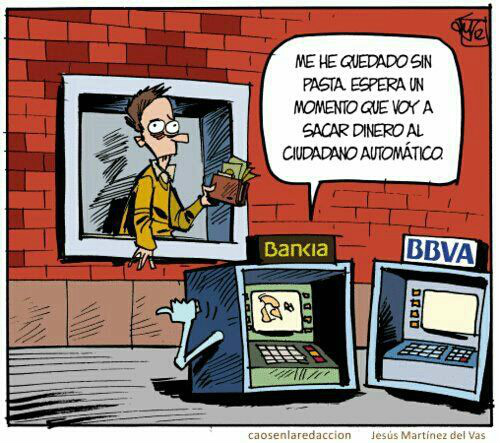 ME HE QUEDADO SIN
PASTA. ESPERA UN
MOMENTO QUE VOY A
SACAR DINERO AL
CIUDADANO AUTOMÁTICO.
Bankia
BBVA
caosenlaredaccion Jesús Martínez del Vas